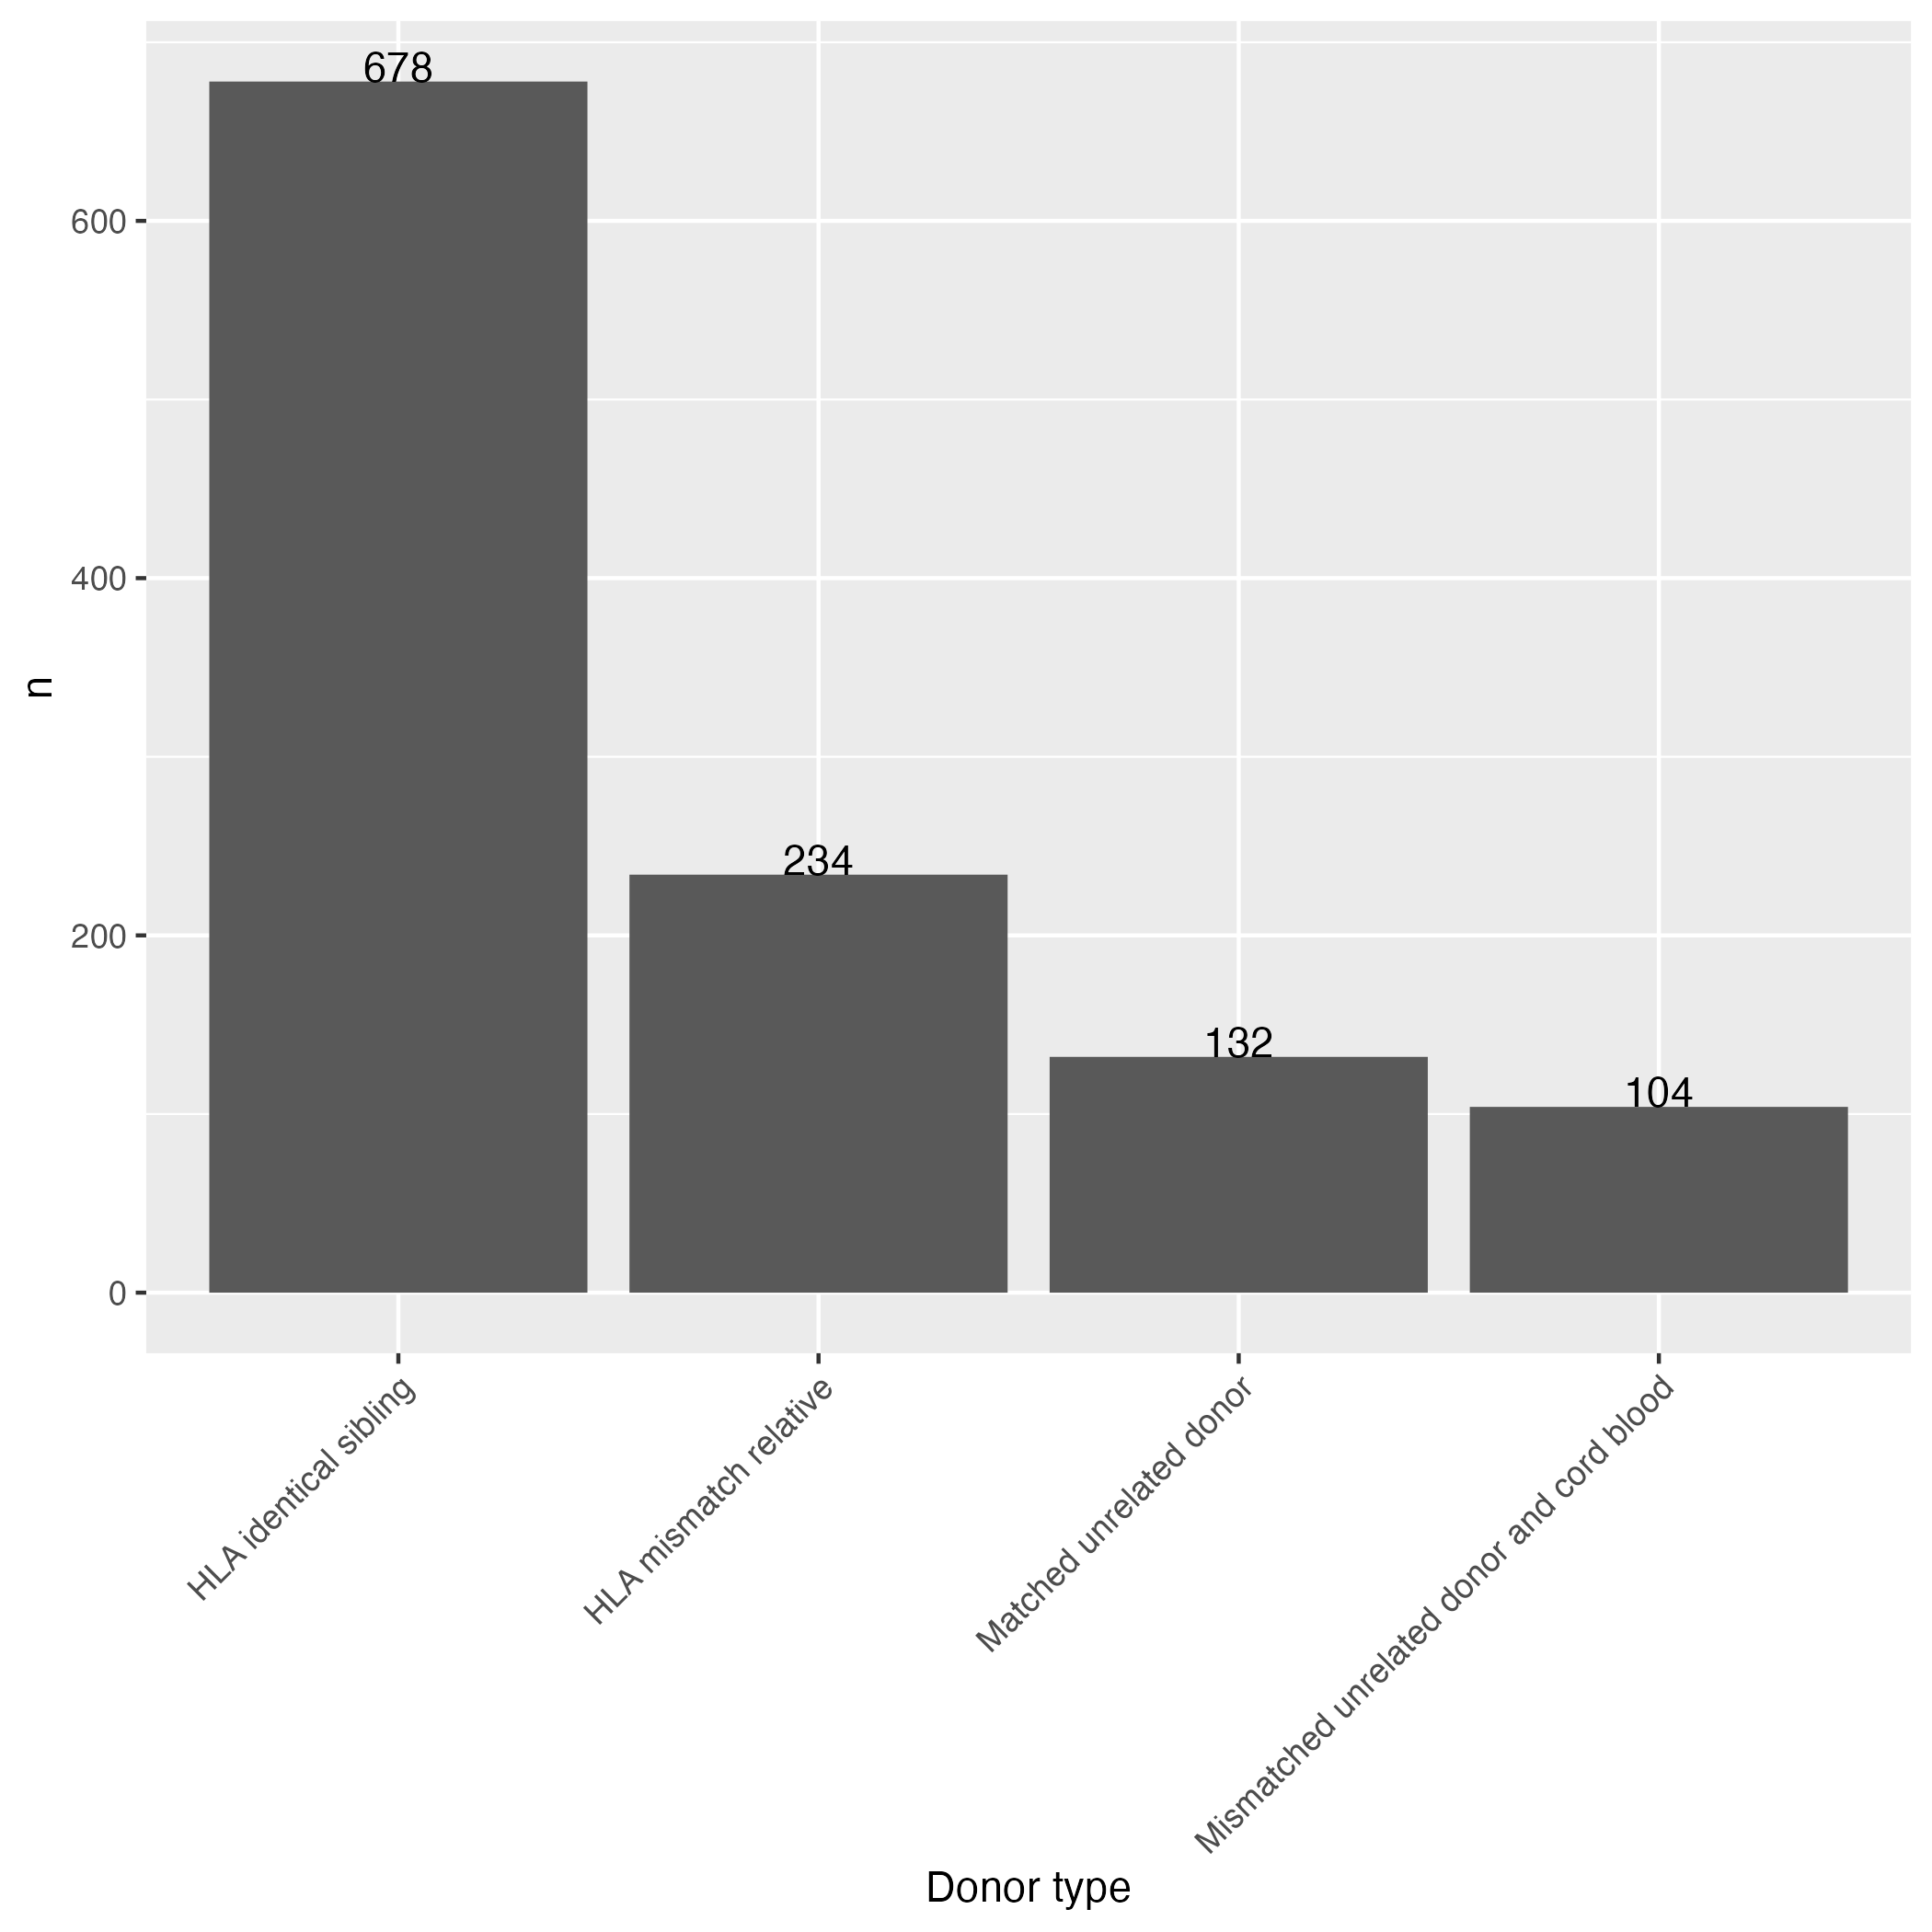 678
600
400
n
234
200
132
104
0
HLA identical sibling
HLA mismatch relative
Matched unrelated donor
Mismatched unrelated donor and cord blood
Donor type